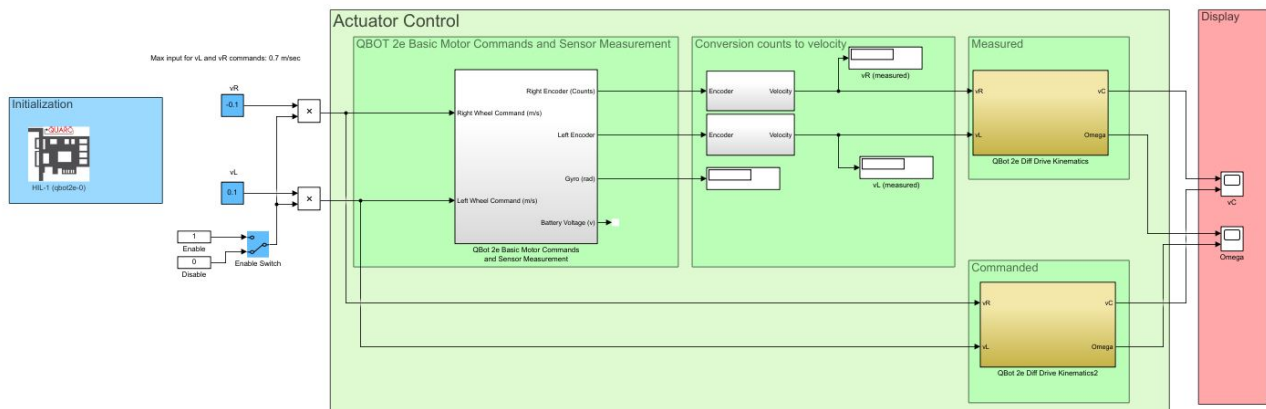 Actuator Control
Display
QBOT 2e Basic Motor Commands and Sensor Measurement
Conversion counts to velocity
Measured
Max input for vL and vR commands: 0.7 m/sec
vR (measured)
vR
-0.1
×
Right Encoder (Counts)
Encoder
Velocity
vR
vC
Initialization
QUARC
HIL-1 (qbot2e-0)
Right Wheel Command (m/s)
Left Encoder
Encoder
Velocity
vL
Omega
QBot 2e Diff Drive Kinematics
vL
0.1
×
Gyro (rad)
vL (measured)
vC
Left Wheel Command (m/s)
Battery Voltage (v)
1
Enable
0
Disable
Enable Switch
QBot 2e Basic Motor Commands
and Sensor Measurement
Omega
Commanded
vR
vC
vL
Omega
QBot 2e Diff Drive Kinematics2